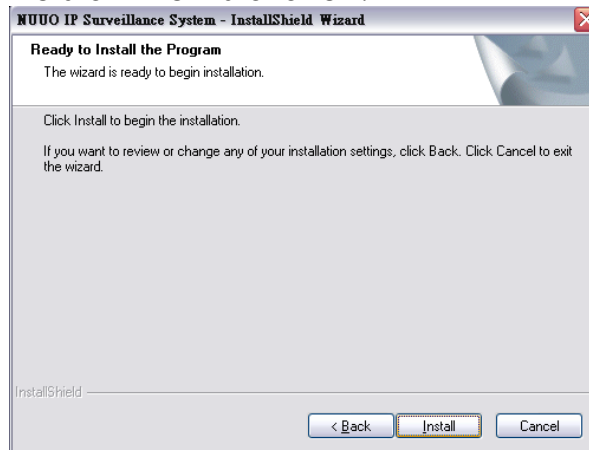 NUUO IP Surveillance System - InstallShield Wizard
Ready to Install the Program
The wizard is ready to begin installation.
Click Install to begin the installation.
If you want to review or change any of your installation settings, click Back. Click Cancel to exit
the wizard.
InstallShield
< Back Install Cancel